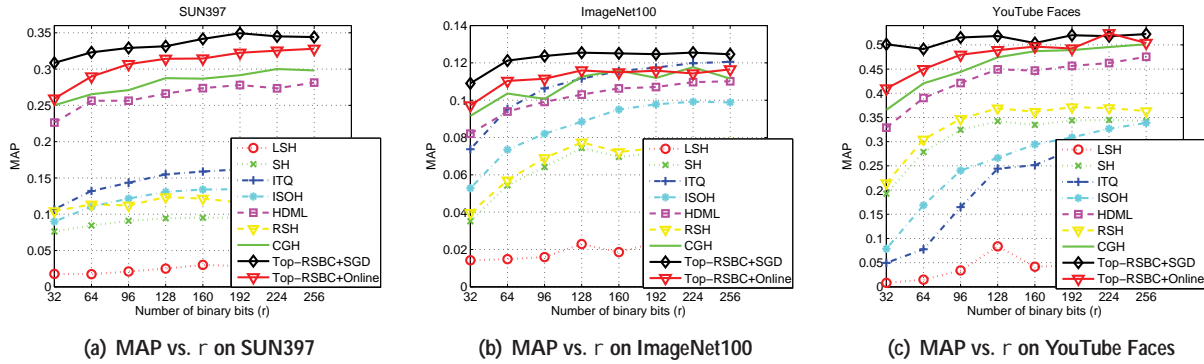 SUN397
0.35
0.3
0.25
0.2
0.15
0.1
0.05
0
MAP
32 64 96 128 160 192 224 256
Number of binary bits (r)
LSH
SH
ITQ
ISOH
HDML
RSH
CGH
Top−RSBC+SGD
Top−RSBC+Online
(a) MAP vs. r on SUN397
ImageNet100
0.14
0.12
0.1
0.08
0.06
0.04
0.02
0
MAP
32 64 96 128 160 192 224 256
Number of binary bits (r)
LSH
SH
ITQ
ISOH
HDML
RSH
CGH
Top−RSBC+SGD
Top−RSBC+Online
(b) MAP vs. r on ImageNet100
YouTube Faces
0.5
0.45
0.4
0.35
0.3
0.25
0.2
0.15
0.1
0.05
0
MAP
32 64 96 128 160 192 224 256
Number of binary bits (r)
LSH
SH
ITQ
ISOH
HDML
RSH
CGH
Top−RSBC+SGD
Top−RSBC+Online
(c) MAP vs. r on YouTube Faces